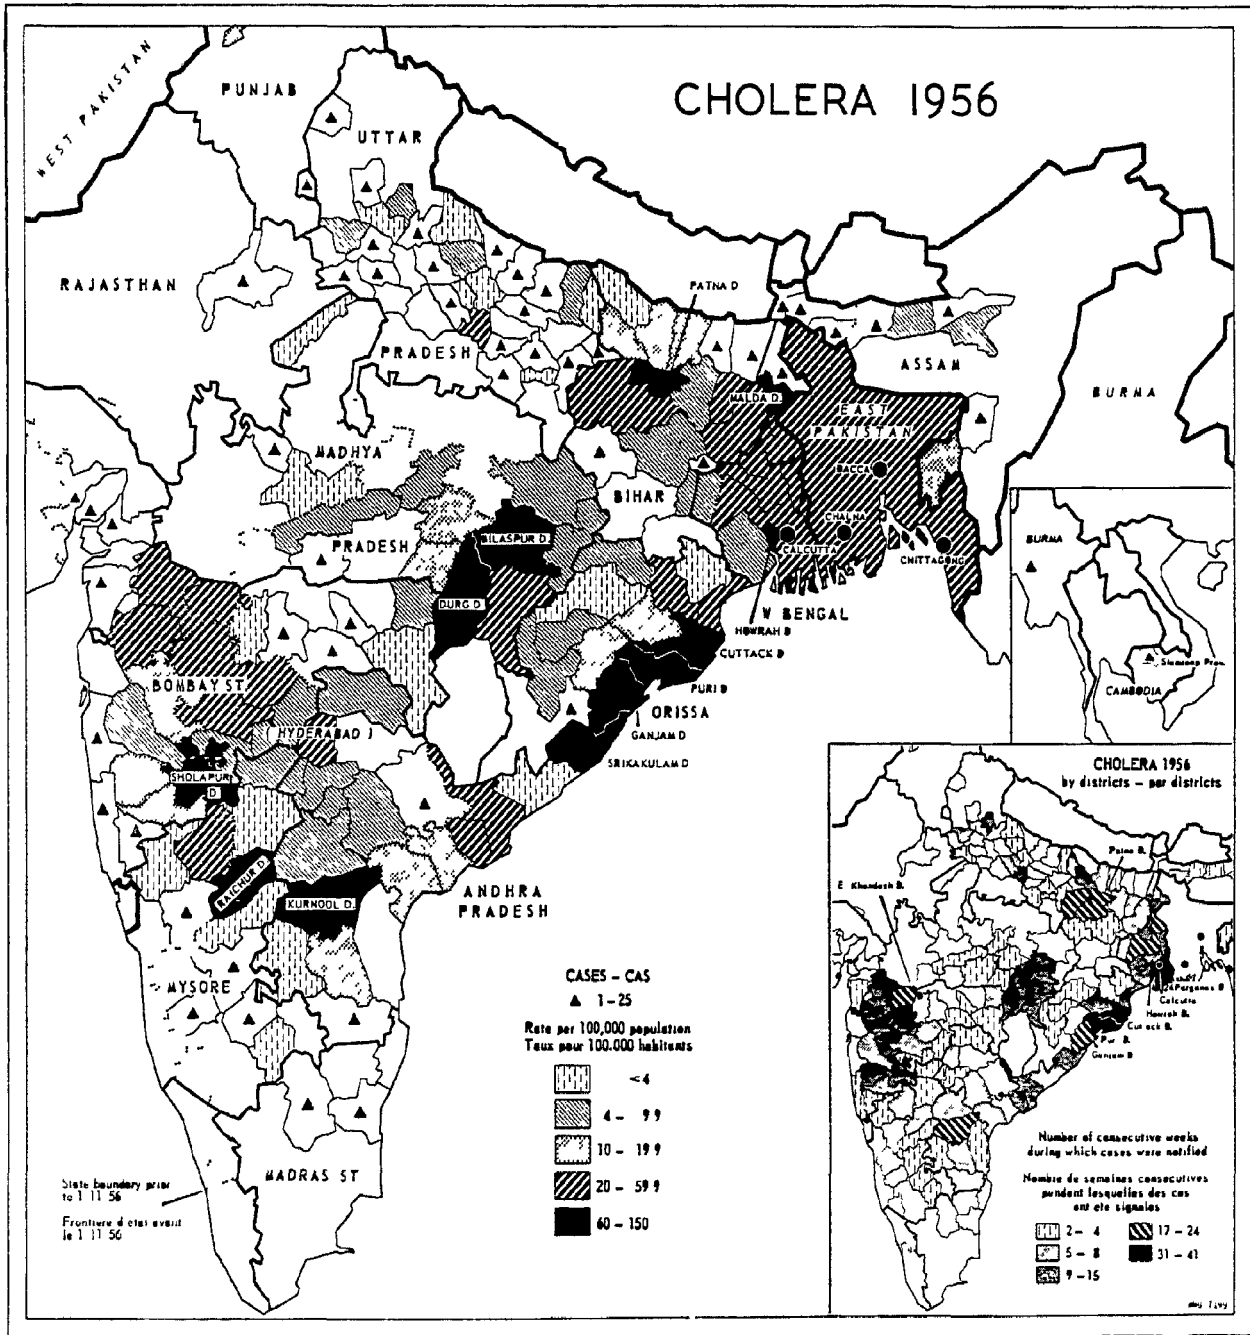 CHOLERA 1956
WEST PAKISTAN
PUNJAB
UTTAR
RAJASTHAN
PATNA D
PRADESH
ASSAM
BURMA
MALDA D.
EAST
PAKISTAN
MADHYA
BIHAR
DACCA
CHALNA
PRADESH
BILASPUR D.
CALCUTTA
CHITTAGONG
DURG D.
W BENGAL
HOWRAH D
CUTTACK D
PURI D
BOMBAY ST.
ORISSA
GANJAM D
(HYDERABAD)
SRIKAKULAM D
SHOLAPUR
D.
RAICHUR D.
KURNOOL D.
ANDHRA
PRADESH
MYSORE
MADRAS ST
State boundary prior
to 1 11 56
Frontière d état avant
le 1 11 56
CASES – CAS
▲ 1–25
Rate per 100,000 population
Taux pour 100.000 habitants
<4
4 – 9 9
10 – 19 9
20 – 59 9
60 – 150
BURMA
Siemreap Prov.
CAMBODIA
CHOLERA 1956
by districts – par districts
Patna D.
E Khandesh D.
24 Parganas D
Calcutta
Howrah D.
Cuttack D.
Puri D.
Ganjam D
Number of consecutive weeks
during which cases were notified
Nombre de semaines consecutives
pendant lesquelles des cas
ont ete signales
2 – 4
17 – 24
5 – 8
31 – 41
9 – 15